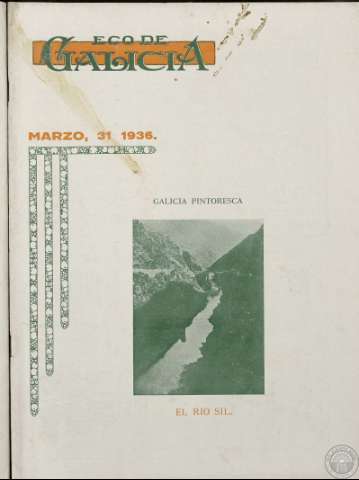 ECO DE
GALICIA
MARZO, 31 1936.
GALICIA PINTORESCA
EL RIO SIL.